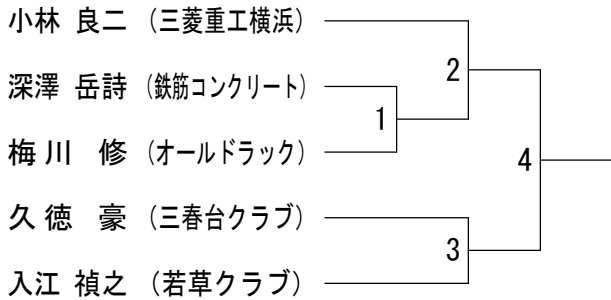 小林 良二 （三菱重工横浜）
2
深澤 岳詩 （鉄筋コンクリート）
1
梅川 修 （オールドラック）
4
久徳 豪 （三春台クラブ）
3
入江 禎之 （若草クラブ）